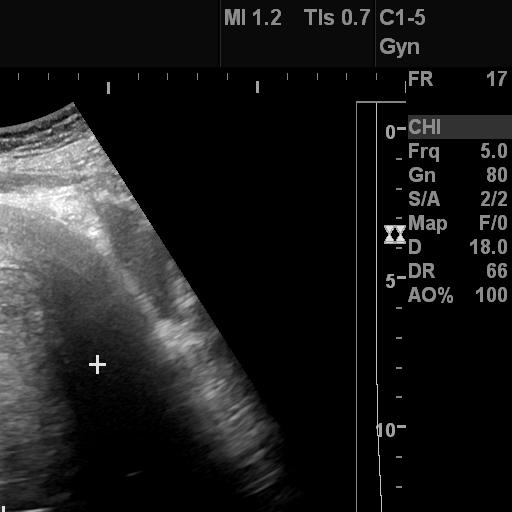 MI 1.2 TIs 0.7 C1-5
Gyn
FR 17
0
CHI
Frq 5.0
Gn 80
S/A 2/2
Map F/0
D 18.0
5
DR 66
AO% 100
10